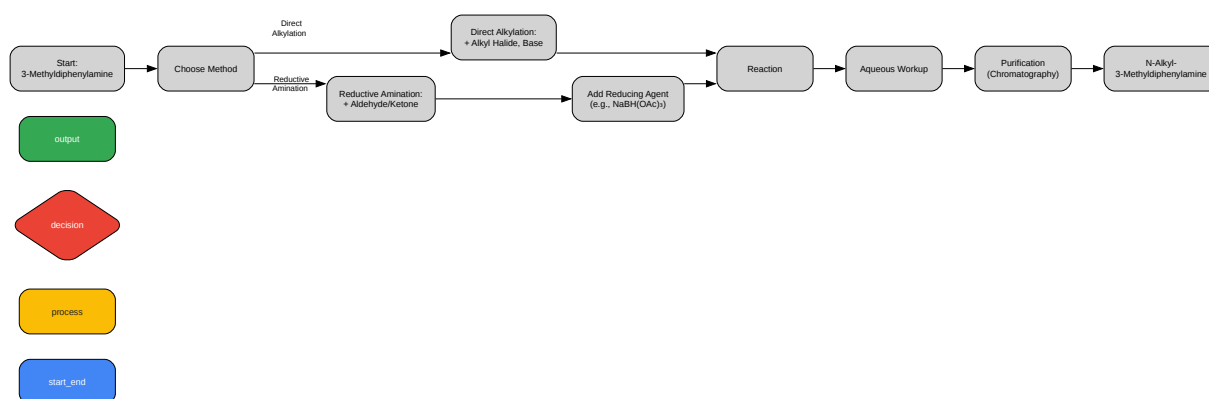 Direct
Alkylation
Direct Alkylation:
+ Alkyl Halide, Base
Start:
3-Methyldiphenylamine
Choose Method
Reductive
Amination
Reductive Amination:
+ Aldehyde/Ketone
Add Reducing Agent
(e.g., NaBH(OAc)₃)
Reaction
Aqueous Workup
Purification
(Chromatography)
N-Alkyl-
3-Methyldiphenylamine
output
decision
process
start_end